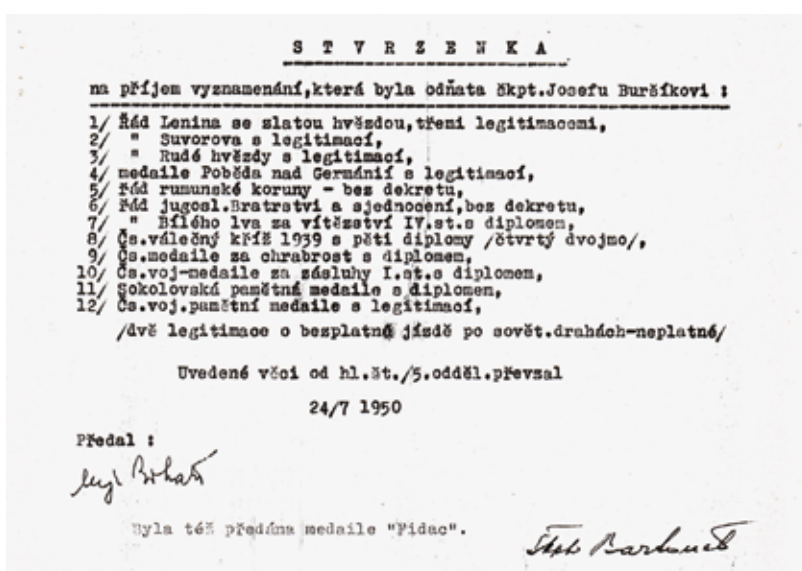 STVRZENKA
na příjem vyznamenání,která byla odňata škpt.Josefu Buršíkovi :
1/ Řád Lenina se zlatou hvězdou,třemi legitimacemi,
2/ " Suvorova s legitimací,
3/ " Rudé hvězdy s legitimací,
4/ medaile Poběda nad Germánií s legitimací,
5/ řád rumunské koruny - bez dekretu,
6/ řád jugosl.Bratrství a sjednocení,bez dekretu,
7/ " Bílého lva za vítězství IV.st.s diplomem,
8/ Čs.válečný kříž 1939 s pěti diplomy /čtvrtý dvojmo/,
9/ Čs.medaile za chrabrost s diplomem,
10/ Čs.voj-medaile za zásluhy I.st.s diplomem,
11/ Sokolovská pamětná medaile s diplomem,
12/ Čs.voj.pamětní medaile s legitimací,
/dvě legitimace o bezplatné jízdě po sovět.drahách-neplatné/
Uvedené věci od hl.št./5.odděl.převzal
24/7 1950
Předal :
Byla též předána medaile "Fidac".